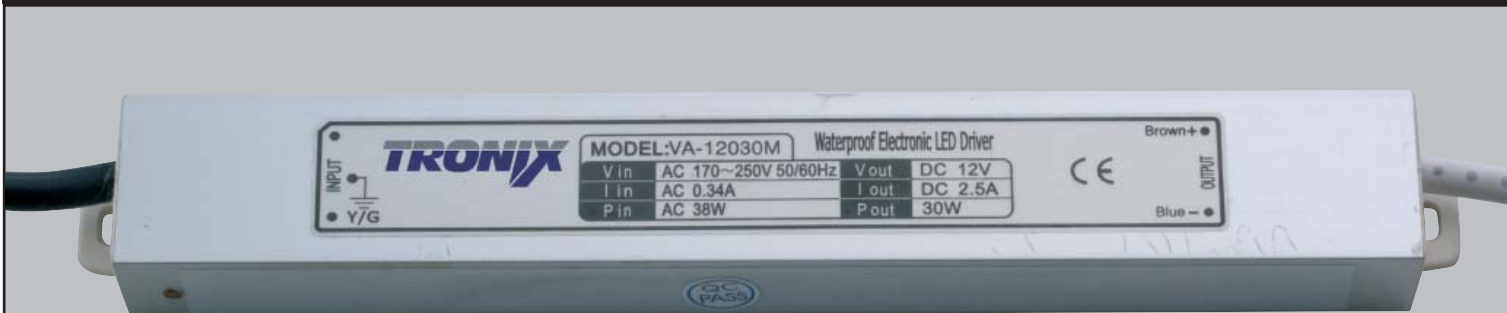 INPUT
Y/G
TRONIX
MODEL:VA-12030M
Waterproof Electronic LED Driver
Vin AC 170~250V 50/60Hz Vout DC 12V
Iin AC 0.34A Iout DC 2.5A
Pin AC 38W Pout 30W
CE
Brown+
OUTPUT
Blue–
QC
PASS